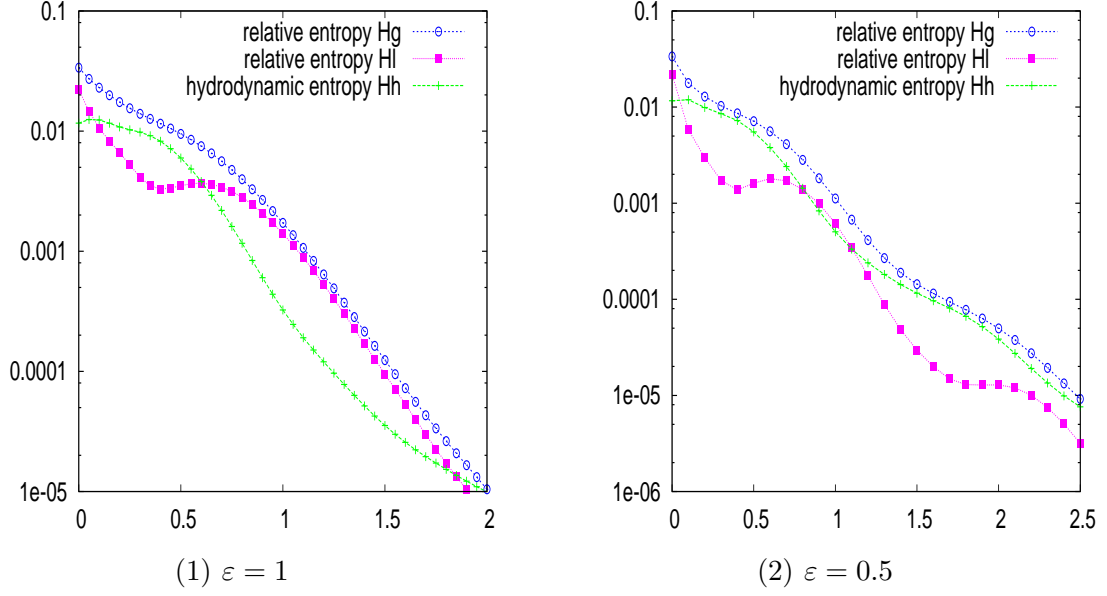 0.1
0.01
0.001
0.0001
1e-05
0
0.5
1
1.5
2
relative entropy Hg
relative entropy Hl
hydrodynamic entropy Hh
(1) ε = 1
0.1
0.01
0.001
0.0001
1e-05
1e-06
0
0.5
1
1.5
2
2.5
relative entropy Hg
relative entropy Hl
hydrodynamic entropy Hh
(2) ε = 0.5